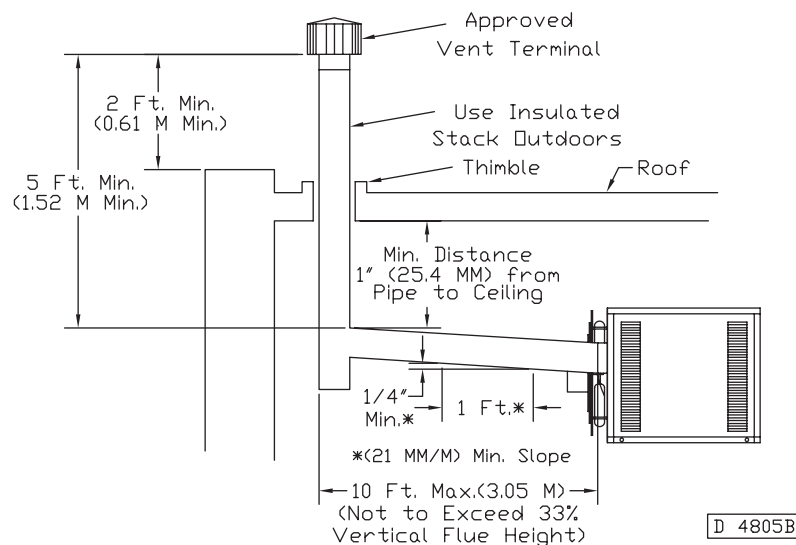 Approved
Vent Terminal
2 Ft. Min.
(0.61 M Min.)
Use Insulated
Stack Outdoors
Thimble
Roof
5 Ft. Min.
(1.52 M Min.)
Min. Distance
1" (25.4 MM) from
Pipe to Ceiling
1/4"
Min.*
1 Ft.*
*(21 MM/M) Min. Slope
10 Ft. Max.(3.05 M)
(Not to Exceed 33%
Vertical Flue Height)
D 4805B